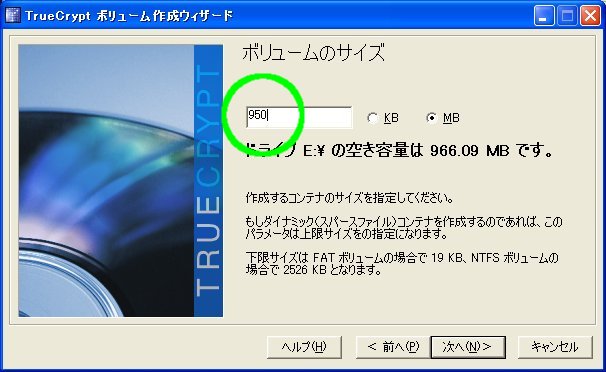 TrueCrypt ボリューム作成ウィザード
ボリュームのサイズ
950
KB
MB
ドライブ E:¥ の空き容量は 966.09 MB です。
作成するコンテナのサイズを指定してください。
もしダイナミック(スパースファイル)コンテナを作成するのであれば、この
パラメータは上限サイズをの指定になります。
下限サイズは FAT ボリュームの場合で 19 KB、NTFS ボリュームの
場合で 2526 KB となります。
TRUECRYPT
ヘルプ(H)
< 前へ(P)
次へ(N) >
キャンセル